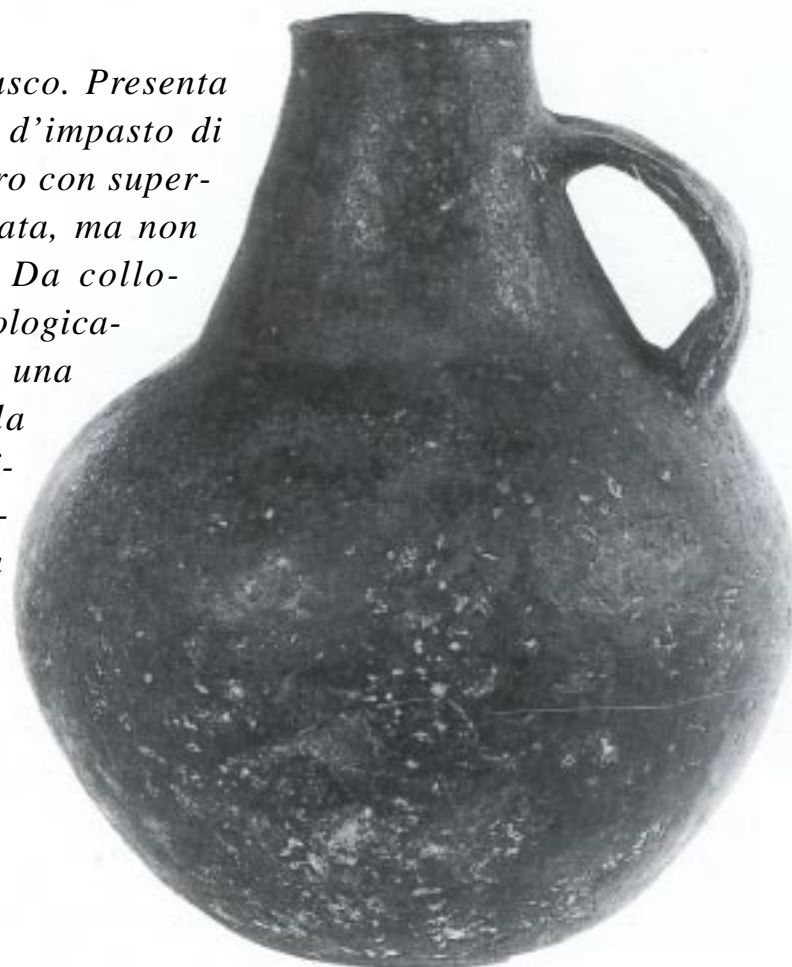 usco. Presenta
d'impasto di
ro con super-
ata, ma non
Da collo-
ologica-
una
la
i-
-
a